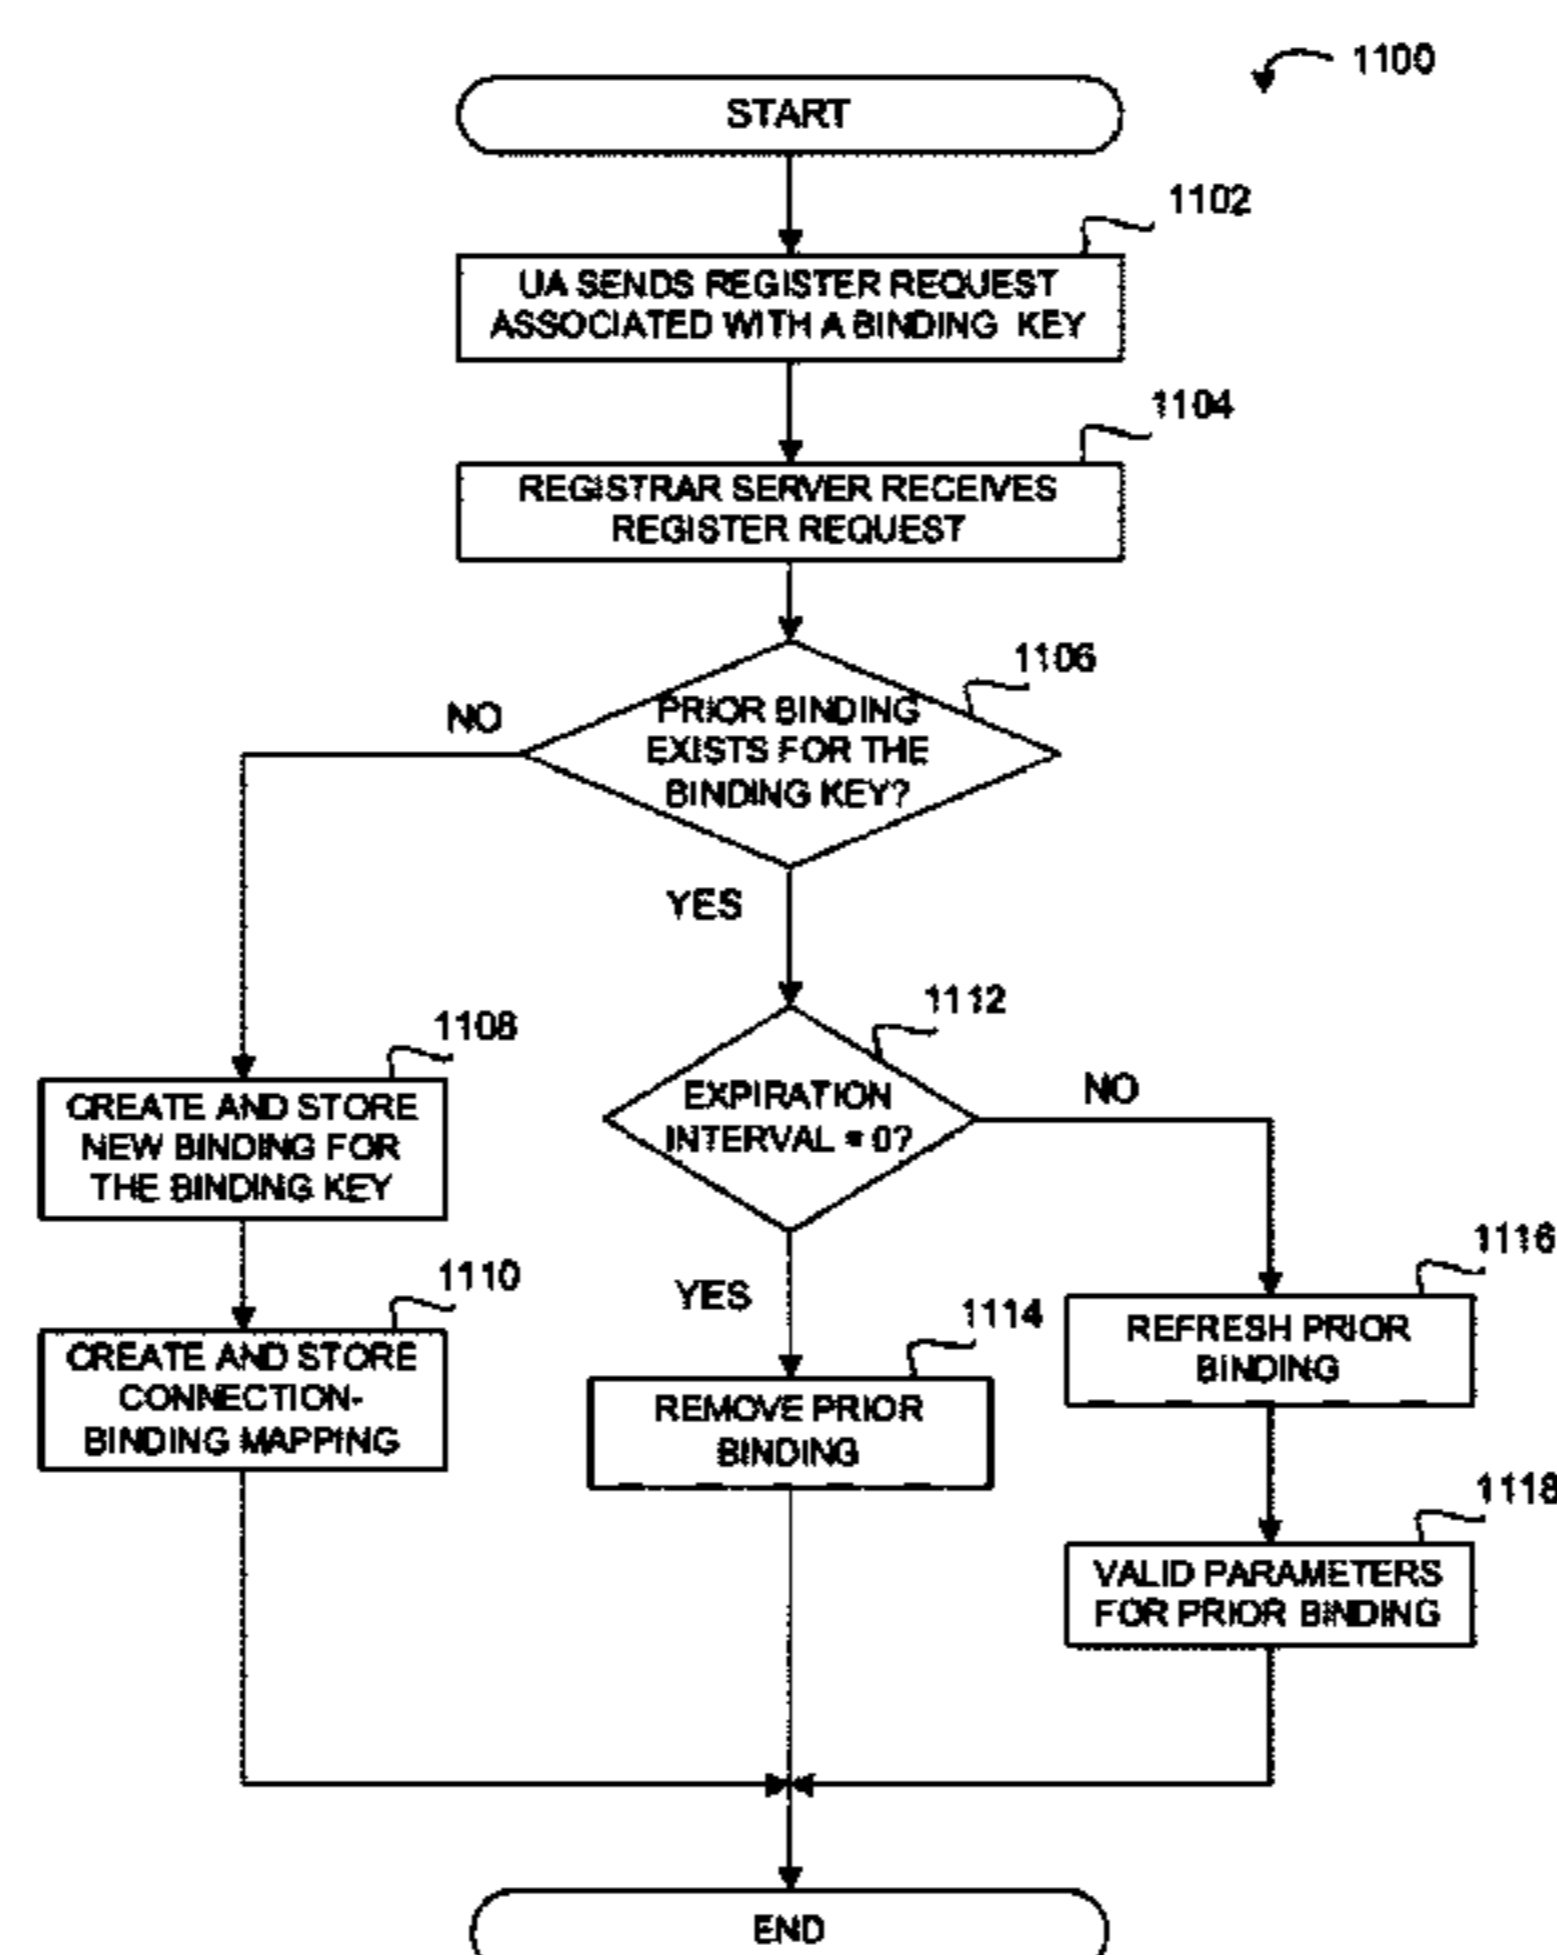 1100
START
1102
UA SENDS REGISTER REQUEST
ASSOCIATED WITH A BINDING KEY
1104
REGISTRAR SERVER RECEIVES
REGISTER REQUEST
1106
PRIOR BINDING
EXISTS FOR THE
BINDING KEY?
NO
YES
1108
CREATE AND STORE
NEW BINDING FOR
THE BINDING KEY
1110
CREATE AND STORE
CONNECTION-
BINDING MAPPING
1112
EXPIRATION
INTERVAL = 0?
NO
YES
1114
REMOVE PRIOR
BINDING
1116
REFRESH PRIOR
BINDING
1118
VALID PARAMETERS
FOR PRIOR BINDING
END